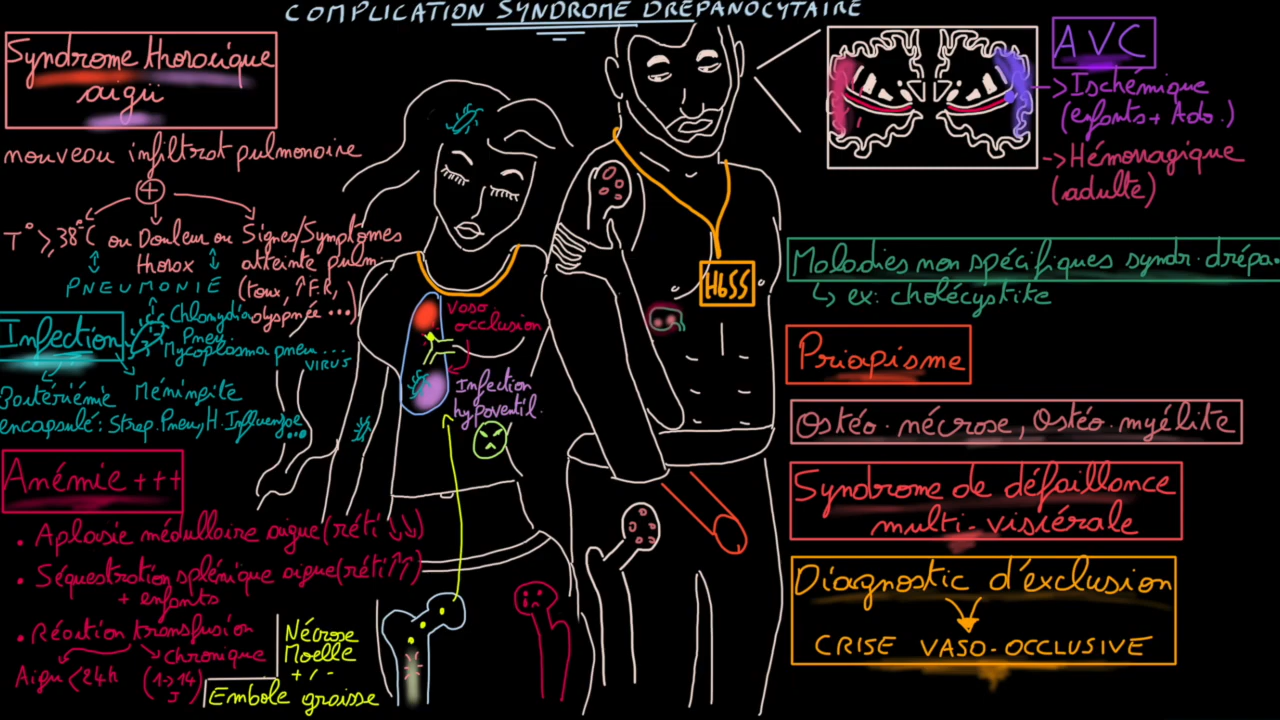 COMPLICATION SYNDROME DREPANOCYTAIRE
Syndrome thoracique
aigü
nouveau infiltrat pulmonaire
+
T° ≥ 38°C ou Douleur ou Signes/Symptômes
thorax
atteinte pulm.
(toux, ↑F.R,
dyspnée ...)
PNEUMONIE
Infection
Chlamydia
Pneu.
Mycoplasma pneu...
VIRUS
Bactériémie
Méningite
encapsulé: Strep.Pneu, H.Influenzae
...
Anémie +++
• Aplasie médullaire aigue (réti ↓↓)
• Séquestration splénique aigue (réti ↑↑)
+ enfants
• Réaction transfusion
Aigu < 24h
chronique
(1→14)
J
Nécrose
Moelle
+/-
Embole graisse
vaso-
occlusion
Infection
hypoventil.
HbSS
AVC
-> Ischémique
(enfants + Ado.)
-> Hémorragique
(adulte)
Maladies non spécifiques syndr. drépa.
↳ ex: cholécystite
Priapisme
Ostéo-nécrose, Ostéo-myélite
Syndrome de défaillance
multi-viscérale
Diagnostic d'exclusion
CRISE VASO-OCCLUSIVE